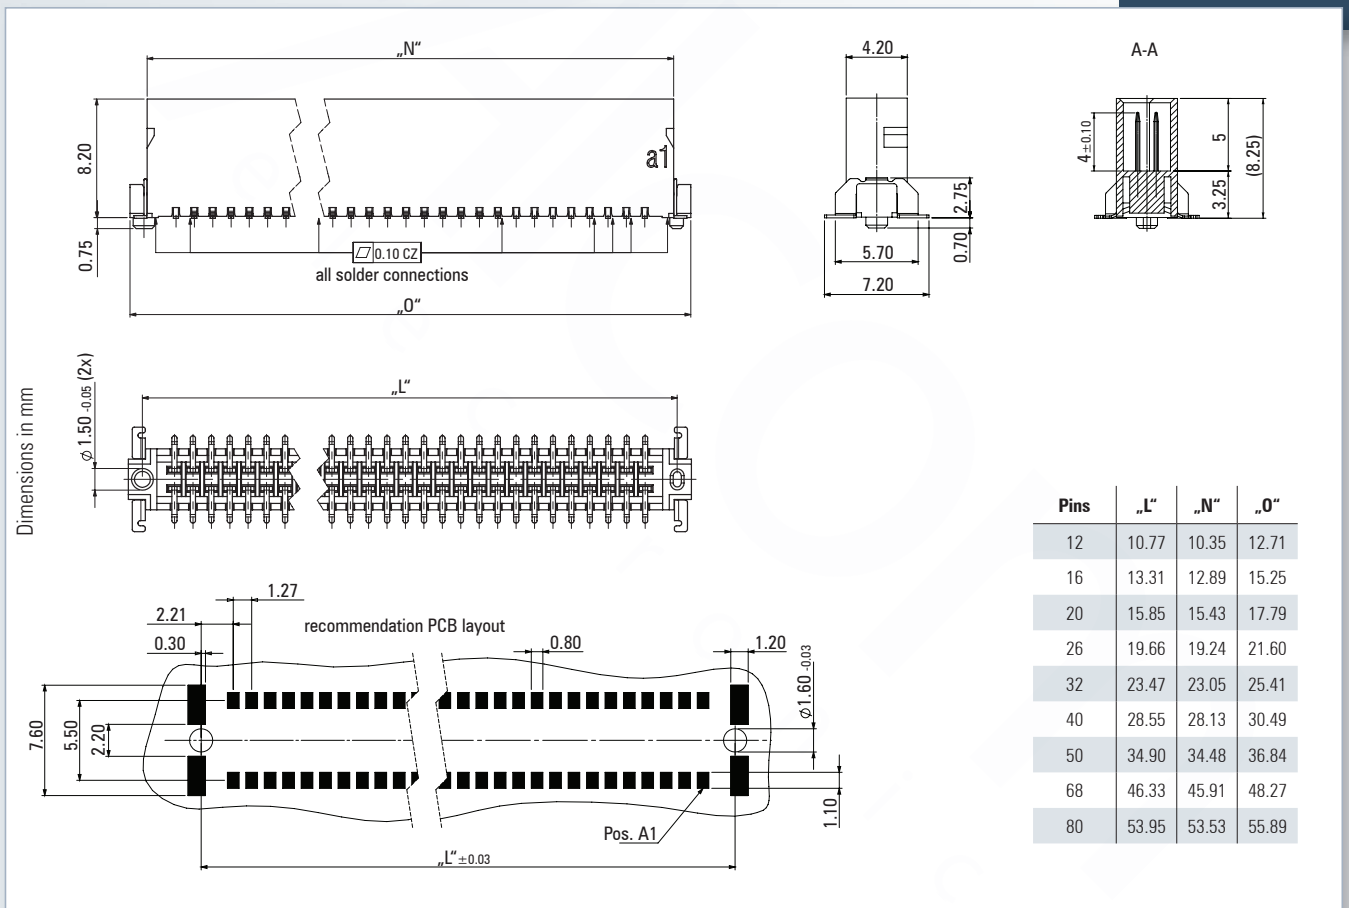 „N“
4.20
A-A
8.20
a1
4±0.10
5
(8.25)
3.25
2.75
0.75
0.10 CZ
all solder connections
0.70
5.70
7.20
„O“
Dimensions in mm
⌀ 1.50 -0.05 (2x)
„L“
1.27
2.21
recommendation PCB layout
0.30
0.80
1.20
⌀1.60 -0.03
7.60
5.50
2.20
1.10
Pos. A1
„L“±0.03
Pins „L“ „N“ „O“
12 10.77 10.35 12.71
16 13.31 12.89 15.25
20 15.85 15.43 17.79
26 19.66 19.24 21.60
32 23.47 23.05 25.41
40 28.55 28.13 30.49
50 34.90 34.48 36.84
68 46.33 45.91 48.27
80 53.95 53.53 55.89